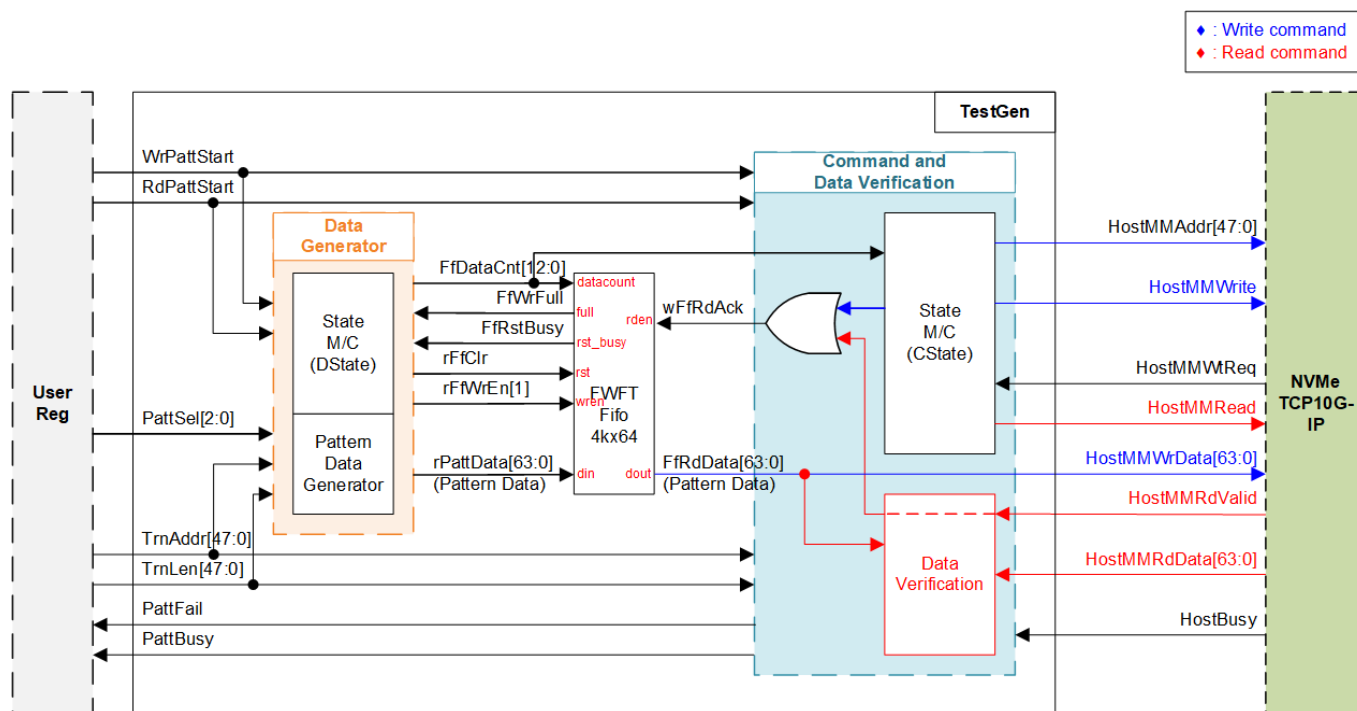 ♦ : Write command
♦ : Read command
TestGen
WrPattStart
RdPattStart
Command and
Data Verification
Data
Generator
HostMMAddr[47:0]
FfDataCnt[12:0]
datacount
FfWrFull
full
wFfRdAck
rden
HostMMWrite
State
M/C
(DState)
State
M/C
(CState)
FfRstBusy
rst_busy
rFfClr
rst
HostMMWtReq
User
Reg
NVMe
TCP10G-
IP
rFfWrEn[1]
wren
FWFT
Fifo
4kx64
HostMMRead
PattSel[2:0]
Pattern
Data
Generator
rPattData[63:0]
(Pattern Data)
din
dout
FfRdData[63:0]
(Pattern Data)
HostMMWrData[63:0]
HostMMRdValid
TrnAddr[47:0]
Data
Verification
HostMMRdData[63:0]
TrnLen[47:0]
PattFail
HostBusy
PattBusy